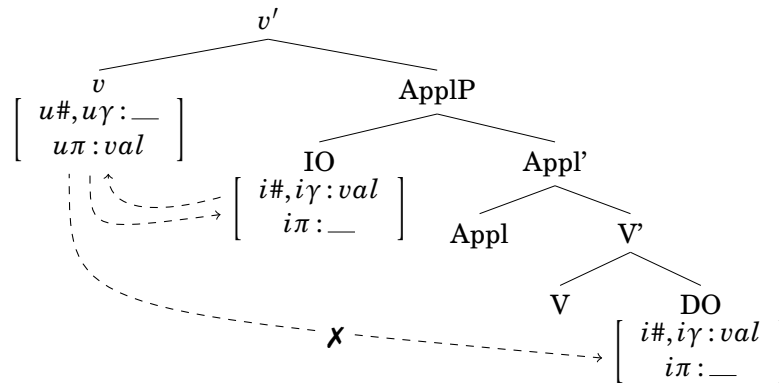 v′
v
[ u#, uγ : __
uπ : val ]
ApplP
IO
[ i#, iγ : val
iπ : __ ]
Appl'
Appl
V'
V
DO
✗
[ i#, iγ : val
iπ : __ ]